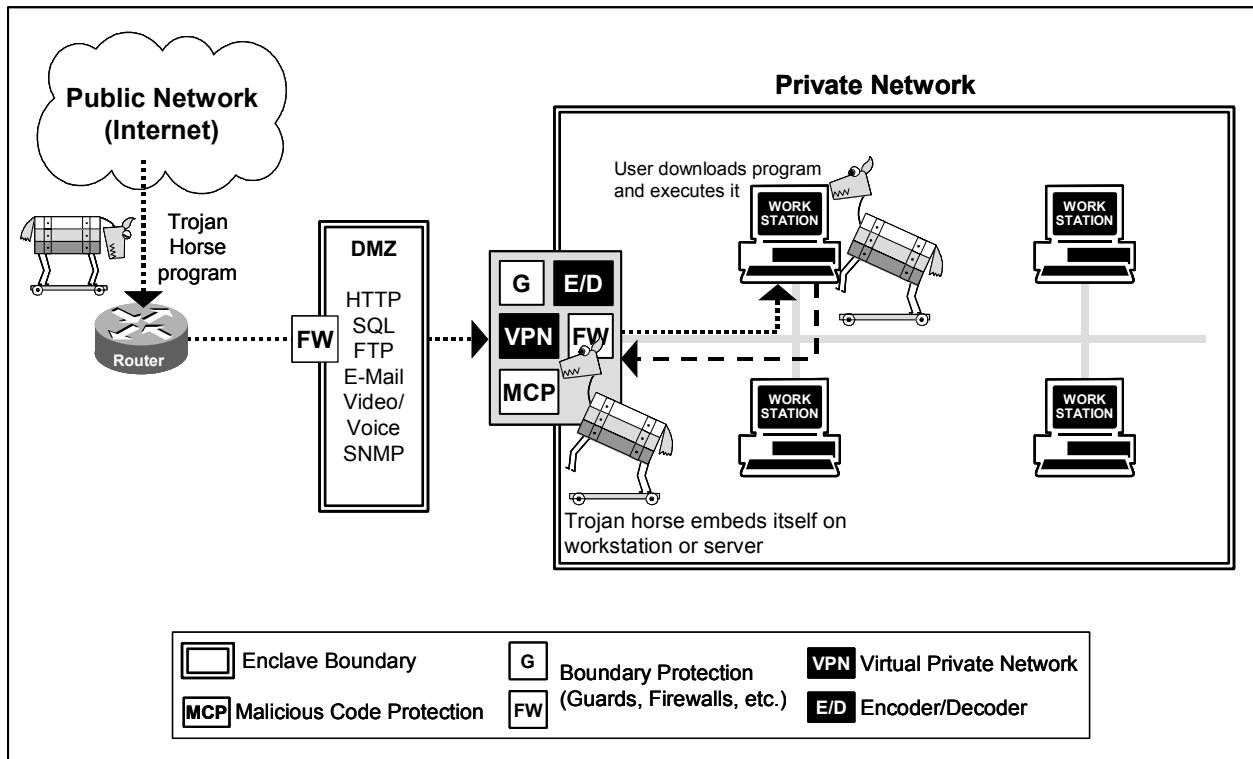 Public Network
(Internet)
Trojan
Horse
program
Router
FW
DMZ
HTTP
SQL
FTP
E-Mail
Video/
Voice
SNMP
G
E/D
VPN
FW
MCP
Private Network
User downloads program
and executes it
WORK
STATION
WORK
STATION
WORK
STATION
WORK
STATION
Trojan horse embeds itself on
workstation or server
Enclave Boundary
MCP Malicious Code Protection
G
FW
Boundary Protection
(Guards, Firewalls, etc.)
VPN Virtual Private Network
E/D Encoder/Decoder